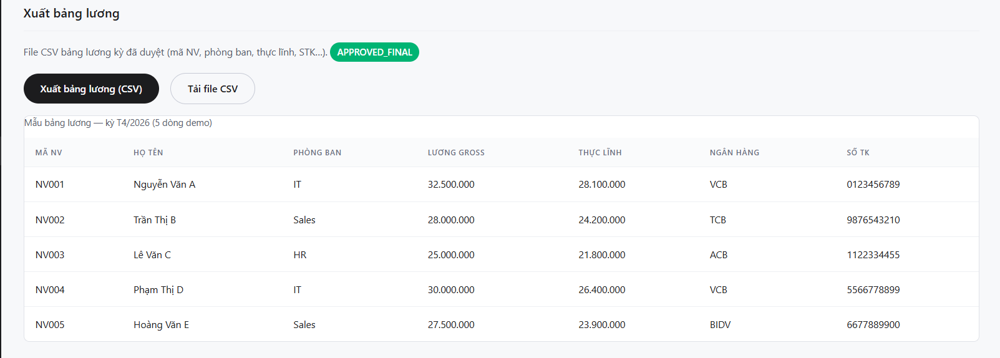 Xuất bảng lương
File CSV bảng lương kỳ đã duyệt (mã NV, phòng ban, thực lĩnh, STK...). APPROVED_FINAL
Xuất bảng lương (CSV) Tải file CSV
Mẫu bảng lương — kỳ T4/2026 (5 dòng demo)
MÃ NV HỌ TÊN PHÒNG BAN LƯƠNG GROSS THỰC LĨNH NGÂN HÀNG SỐ TK
NV001 Nguyễn Văn A IT 32.500.000 28.100.000 VCB 0123456789
NV002 Trần Thị B Sales 28.000.000 24.200.000 TCB 9876543210
NV003 Lê Văn C HR 25.000.000 21.800.000 ACB 1122334455
NV004 Phạm Thị D IT 30.000.000 26.400.000 VCB 5566778899
NV005 Hoàng Văn E Sales 27.500.000 23.900.000 BIDV 6677889900